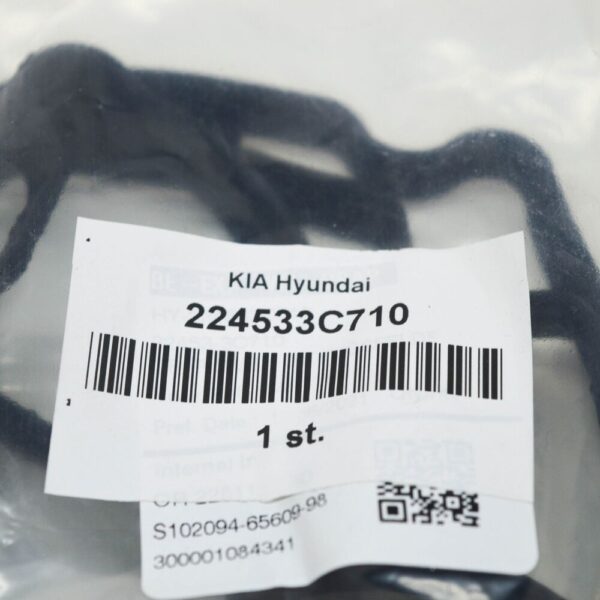 KIA Hyundai
224533C710
1 st.
S102094-65609-98
300001084341